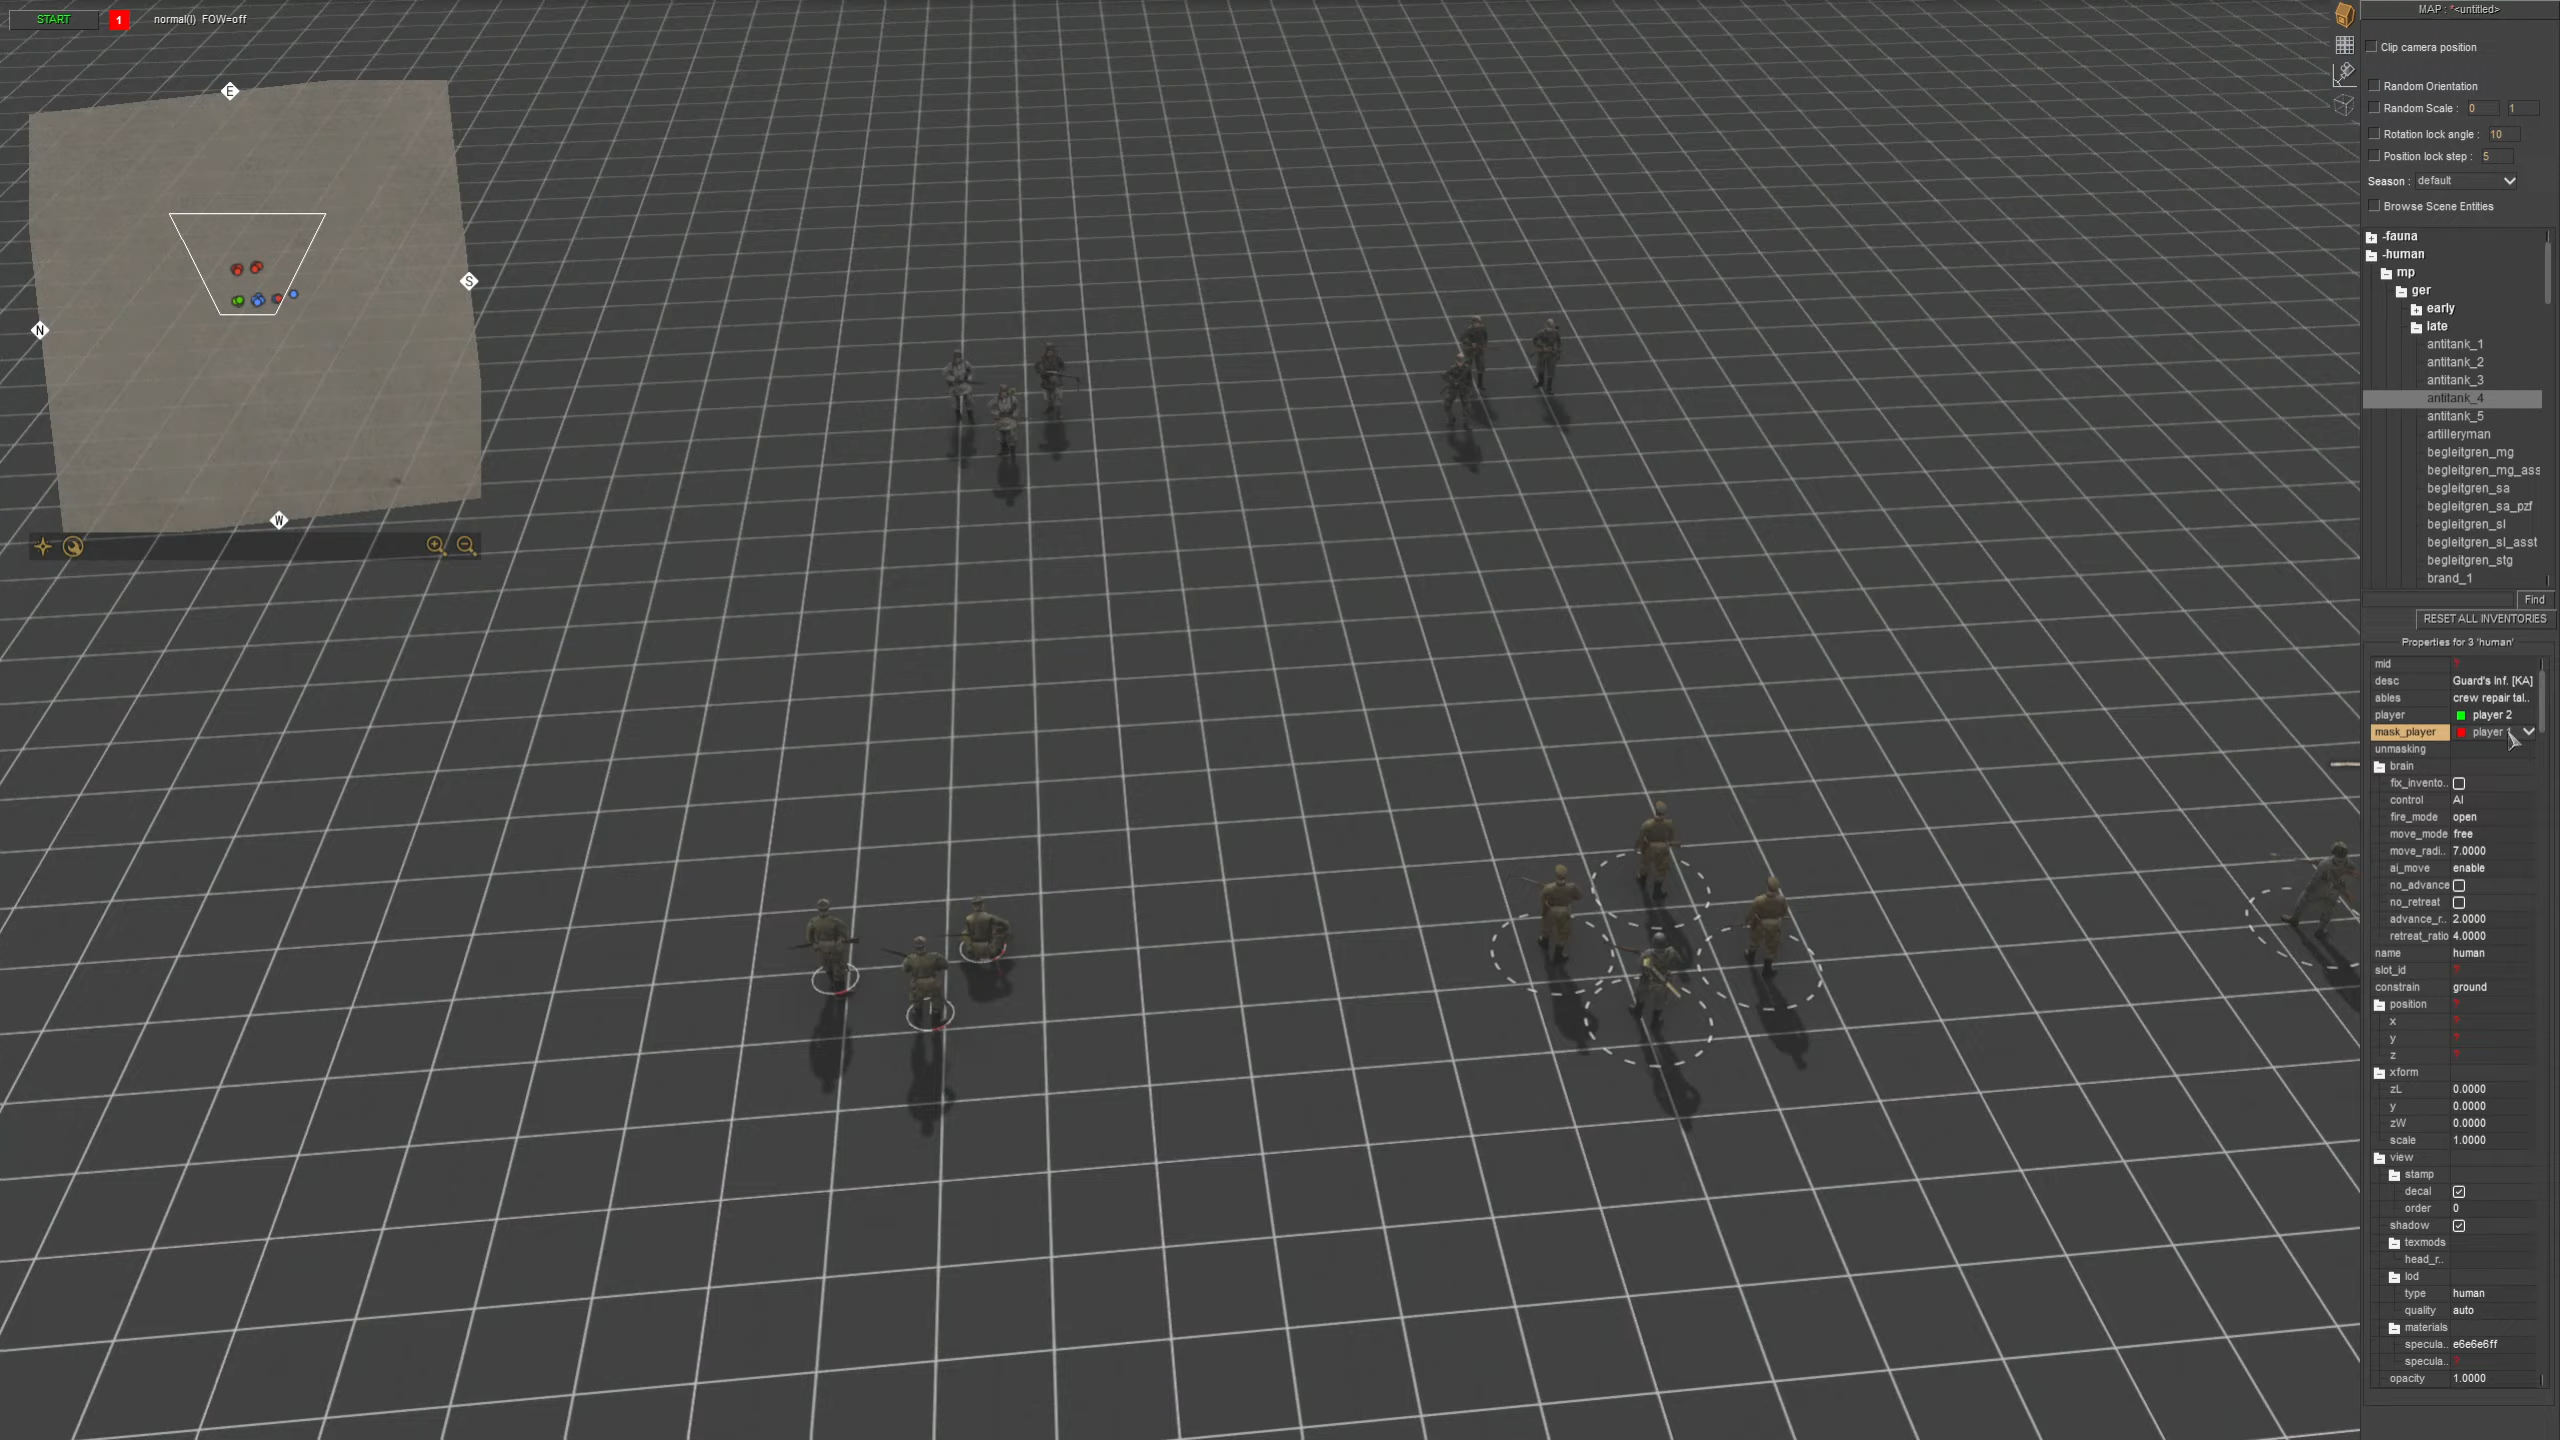 START 1 normal(I) FOW=off
E
S
N
W
MAP : *<untitled>
Clip camera position
Random Orientation
Random Scale : 0 1
Rotation lock angle : 10
Position lock step : 5
Season : default
Browse Scene Entities
-fauna
-human
mp
ger
early
late
antitank_1
antitank_2
antitank_3
antitank_4
antitank_5
artilleryman
begleitgren_mg
begleitgren_mg_ass
begleitgren_sa
begleitgren_sa_pzf
begleitgren_sl
begleitgren_sl_asst
begleitgren_stg
brand_1
Find
RESET ALL INVENTORIES
Properties for 3 'human'
mid ?
desc Guard's Inf. [KA]
ables crew repair tal..
player player 2
mask_player player
unmasking
brain
fix_invento..
control AI
fire_mode open
move_mode free
move_radi.. 7.0000
ai_move enable
no_advance
no_retreat
advance_r.. 2.0000
retreat_ratio 4.0000
name human
slot_id ?
constrain ground
position ?
x ?
y ?
z ?
xform
zL 0.0000
y 0.0000
zW 0.0000
scale 1.0000
view
stamp
decal
order 0
shadow
texmods
head_r..
lod
type human
quality auto
materials
specula.. e6e6e6ff
specula.. ?
opacity 1.0000